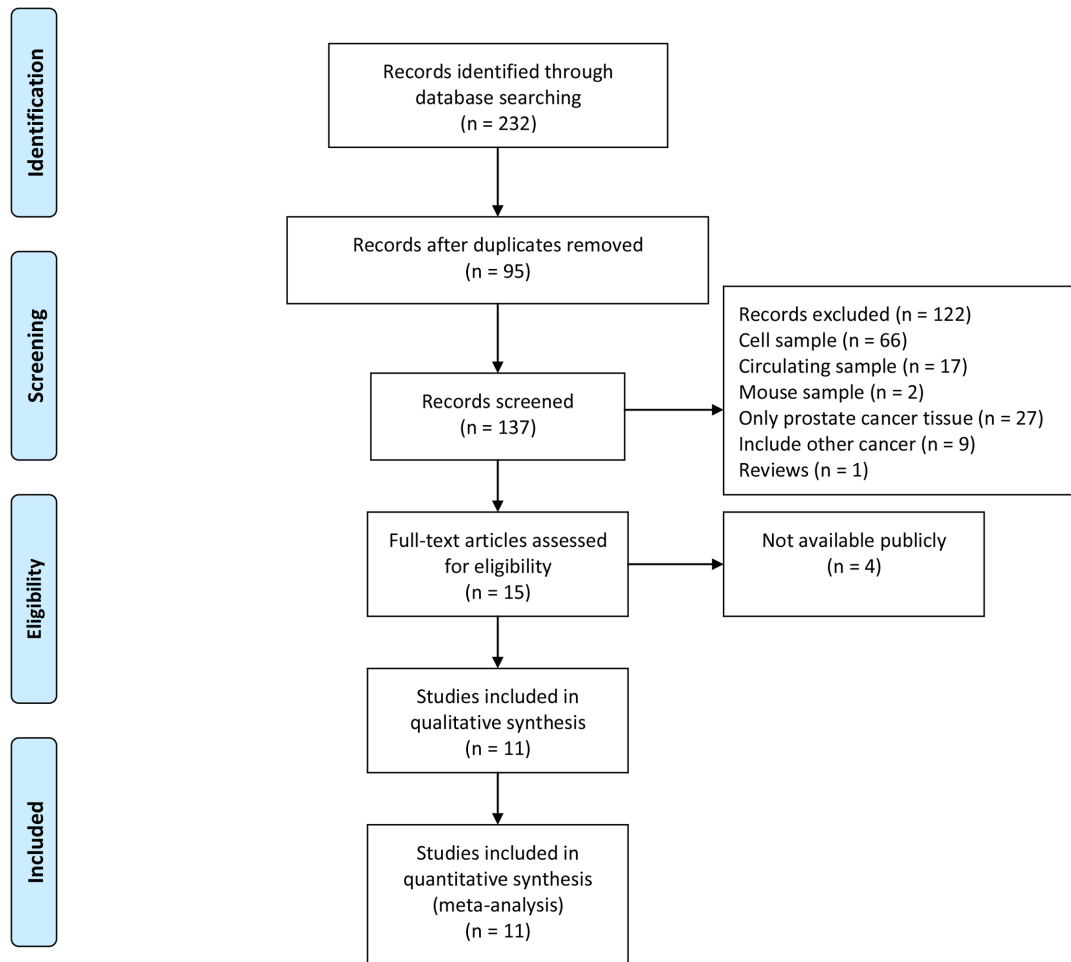 Identification
Records identified through
database searching
(n = 232)
Records after duplicates removed
(n = 95)
Screening
Records screened
(n = 137)
Records excluded (n = 122)
Cell sample (n = 66)
Circulating sample (n = 17)
Mouse sample (n = 2)
Only prostate cancer tissue (n = 27)
Include other cancer (n = 9)
Reviews (n = 1)
Eligibility
Full-text articles assessed
for eligibility
(n = 15)
Not available publicly
(n = 4)
Studies included in
qualitative synthesis
(n = 11)
Included
Studies included in
quantitative synthesis
(meta-analysis)
(n = 11)